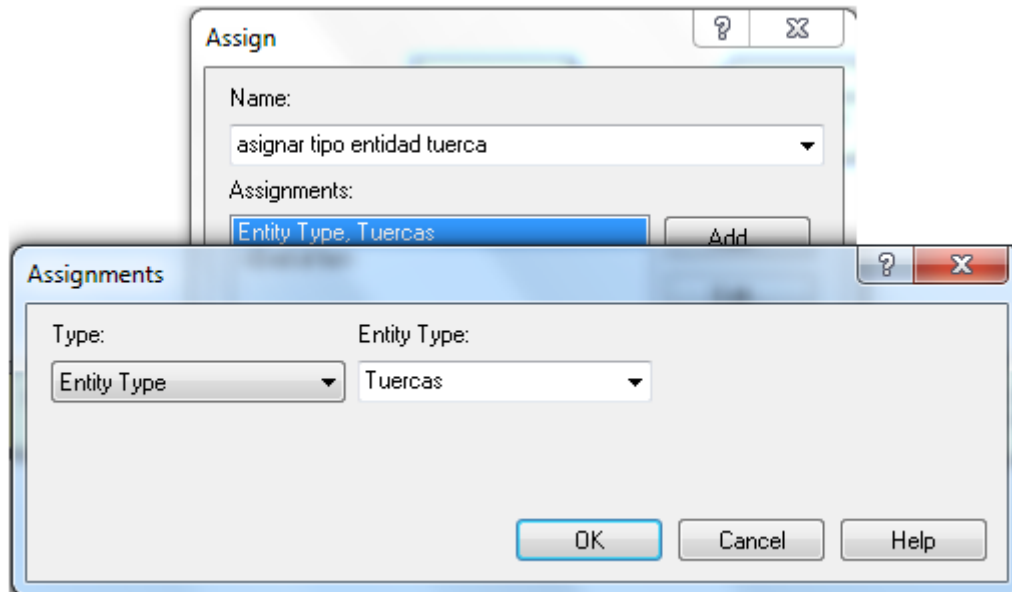 Assign
Name:
asignar tipo entidad tuerca
Assignments:
Entity Type, Tuercas
Add...
Assignments
Type:
Entity Type:
Entity Type
Tuercas
OK
Cancel
Help